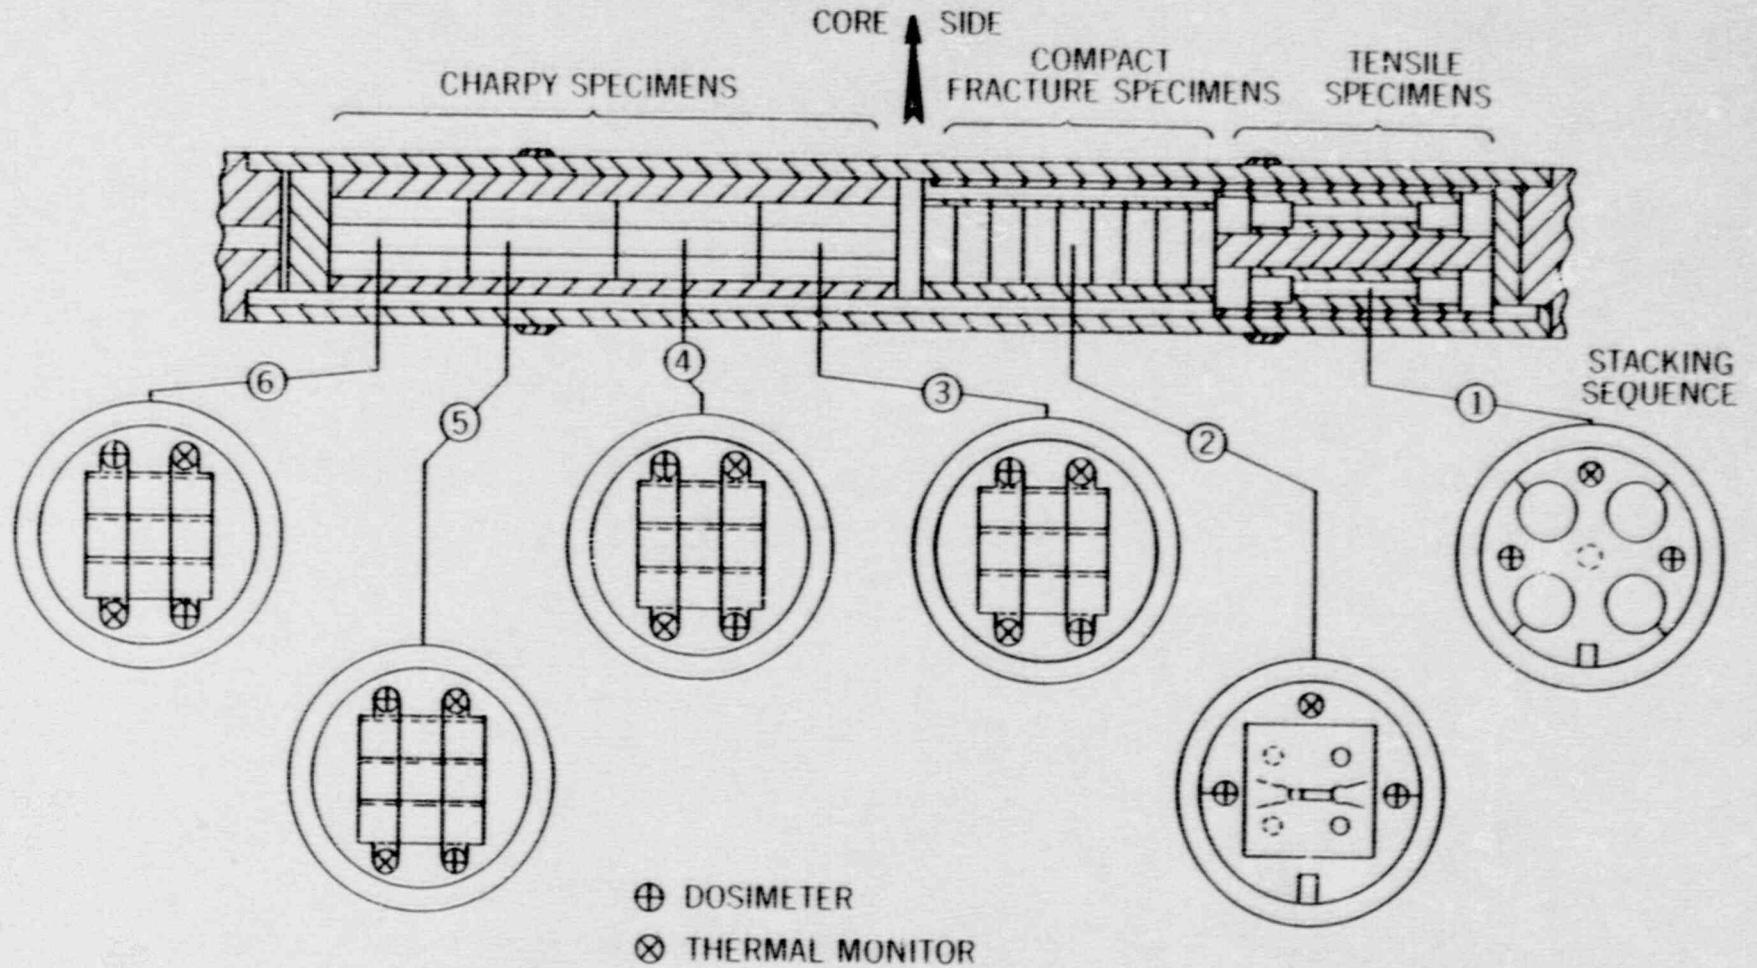 CORE SIDE
CHARPY SPECIMENS
COMPACT
FRACTURE SPECIMENS
TENSILE
SPECIMENS
STACKING
SEQUENCE
6
5
4
3
2
1
⊕ DOSIMETER
⊗ THERMAL MONITOR